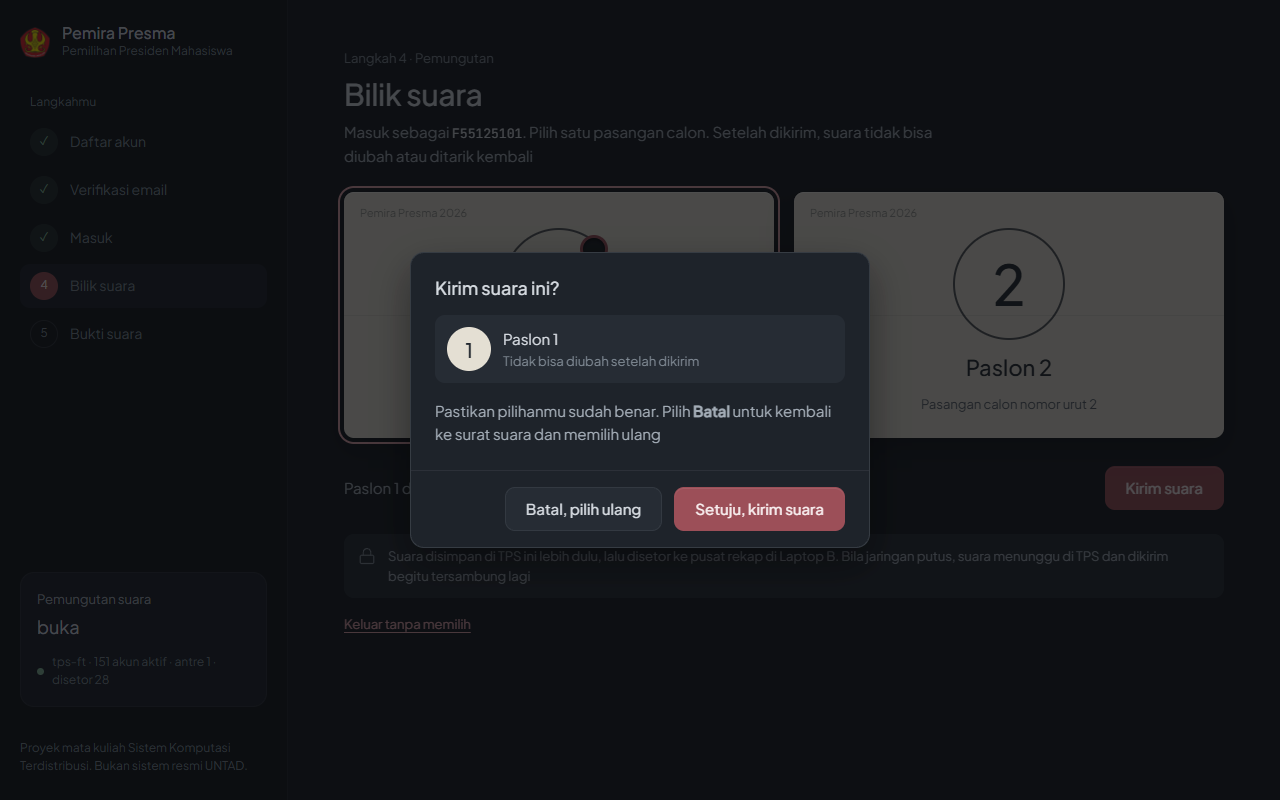 Pemira Presma
Pemilihan Presiden Mahasiswa
Langkahmu
✓ Daftar akun
✓ Verifikasi email
✓ Masuk
4 Bilik suara
5 Bukti suara
Pemungutan suara
buka
tps-ft · 151 akun aktif · antre 1 ·
disetor 28
Proyek mata kuliah Sistem Komputasi
Terdistribusi. Bukan sistem resmi UNTAD.
Langkah 4 · Pemungutan
Bilik suara
Masuk sebagai F55125101. Pilih satu pasangan calon. Setelah dikirim, suara tidak bisa
diubah atau ditarik kembali
Pemira Presma 2026
Pemira Presma 2026
2
Paslon 2
Pasangan calon nomor urut 2
Kirim suara ini?
1
Paslon 1
Tidak bisa diubah setelah dikirim
Pastikan pilihanmu sudah benar. Pilih Batal untuk kembali
ke surat suara dan memilih ulang
Batal, pilih ulang
Setuju, kirim suara
Paslon 1 d
Kirim suara
Suara disimpan di TPS ini lebih dulu, lalu disetor ke pusat rekap di Laptop B. Bila jaringan putus, suara menunggu di TPS dan dikirim
begitu tersambung lagi
Keluar tanpa memilih